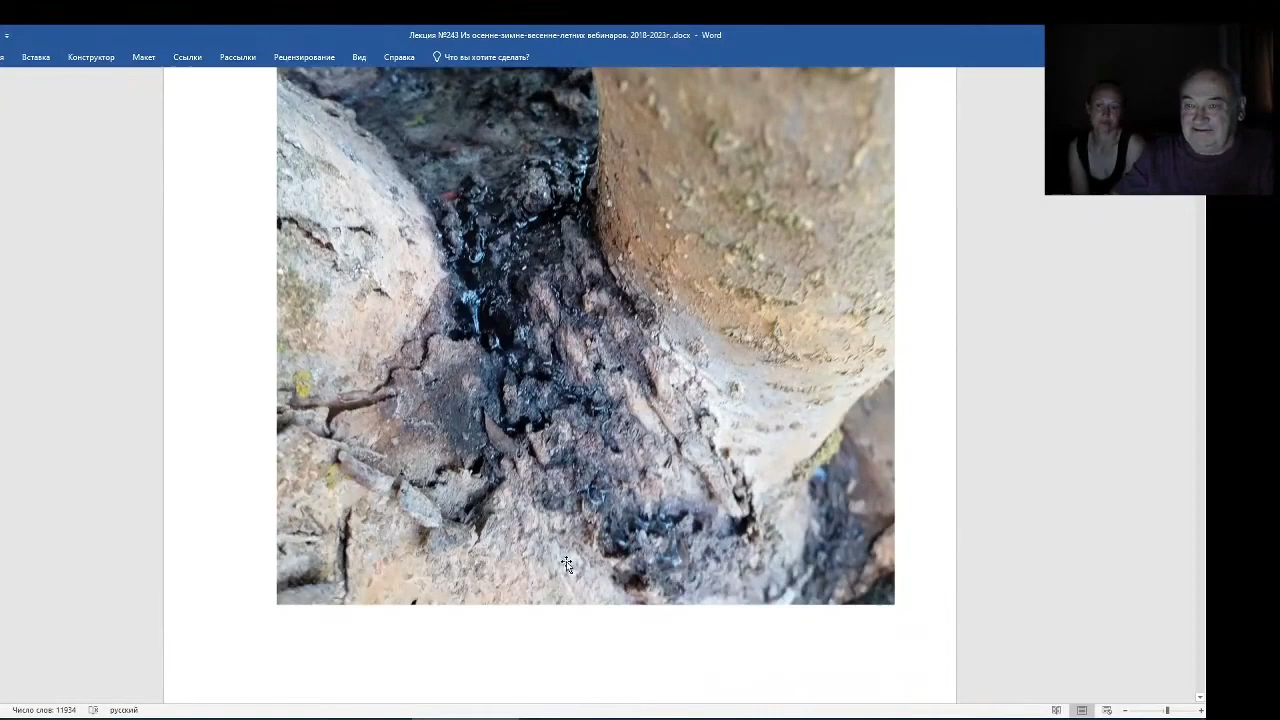 Лекция №243 Из осенне-зимне-весенне-летних вебинаров. 2018-2023г..docx - Word
я Вставка Конструктор Макет Ссылки Рассылки Рецензирование Вид Справка Что вы хотите сделать?
Число слов: 11934 русский